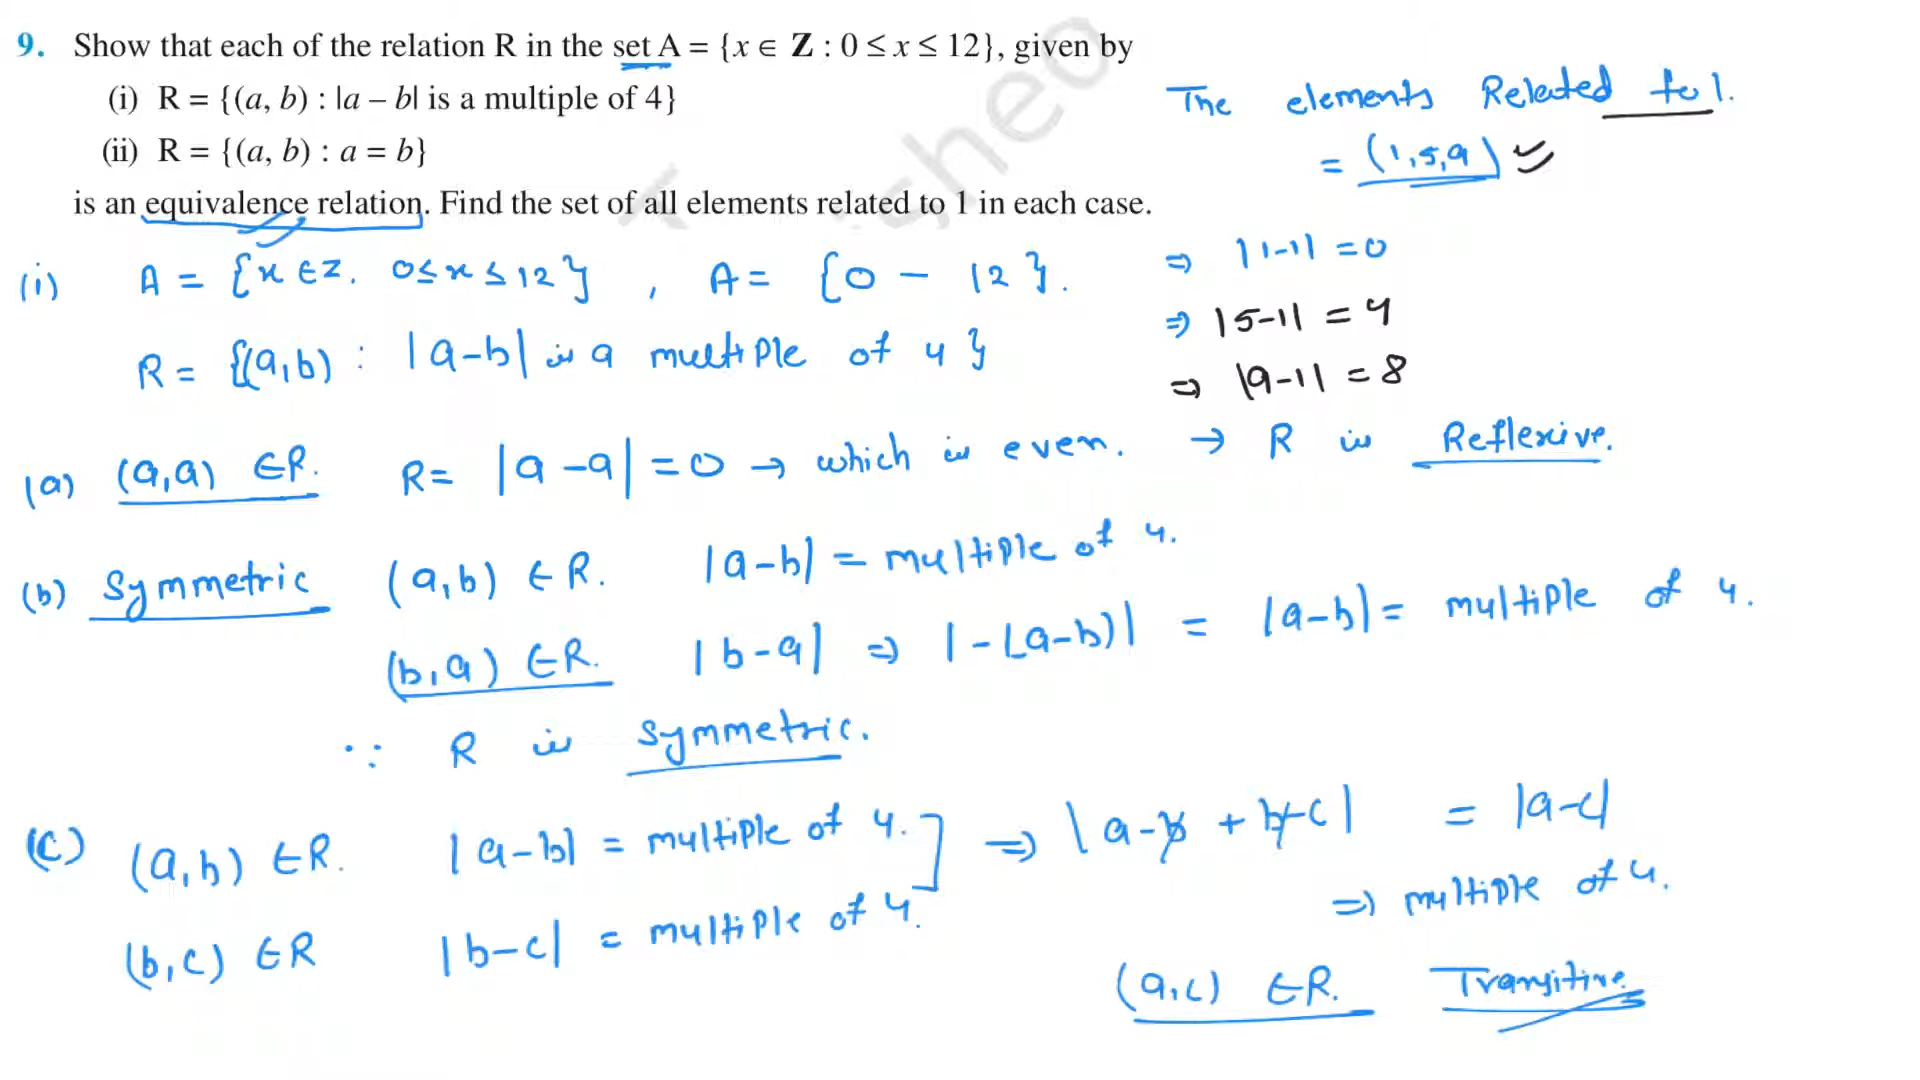 9. Show that each of the relation R in the set A = {x ∈ Z : 0 ≤ x ≤ 12}, given by
(i) R = {(a, b) : |a – b| is a multiple of 4}
(ii) R = {(a, b) : a = b}
is an equivalence relation. Find the set of all elements related to 1 in each case.
The elements Related to 1.
= (1,5,9)
⇒ |1-1| = 0
⇒ |5-1| = 4
⇒ |9-1| = 8
(i) A = {x ∈ Z. 0 ≤ x ≤ 12}, A = {0 - 12}.
R = {(a,b) : |a-b| is a multiple of 4}
(a) (a,a) ∈ R. R = |a-a| = 0 → which is even. → R is Reflexive.
(b) Symmetric (a,b) ∈ R. |a-b| = multiple of 4.
(b,a) ∈ R. |b-a| ⇒ |-(a-b)| = |a-b| = multiple of 4.
∵ R is symmetric.
(c) (a,b) ∈ R. |a-b| = multiple of 4. ] ⇒ |a-b + b-c| = |a-c|
⇒ multiple of 4.
(b,c) ∈ R |b-c| = multiple of 4.
(a,c) ∈ R. Transitive
sheo